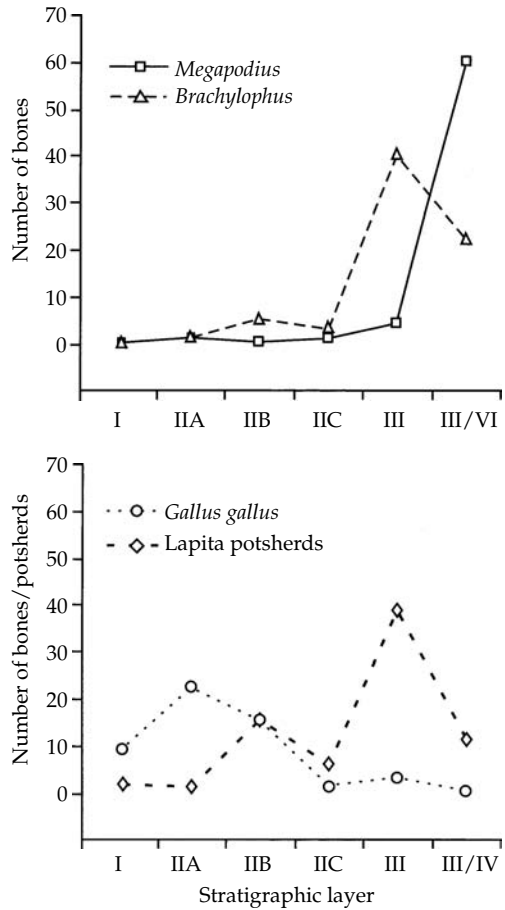 70
60
50
40
30
20
10
0
Number of bones
Megapodius
Brachylophus
I IIA IIB IIC III III/VI
70
60
50
40
30
20
10
0
Number of bones/potsherds
Gallus gallus
Lapita potsherds
I IIA IIB IIC III III/IV
Stratigraphic layer